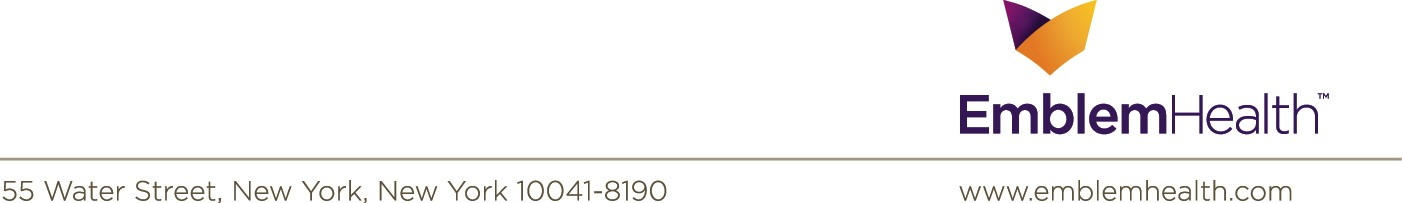 EmblemHealth™
55 Water Street, New York, New York 10041-8190
www.emblemhealth.com